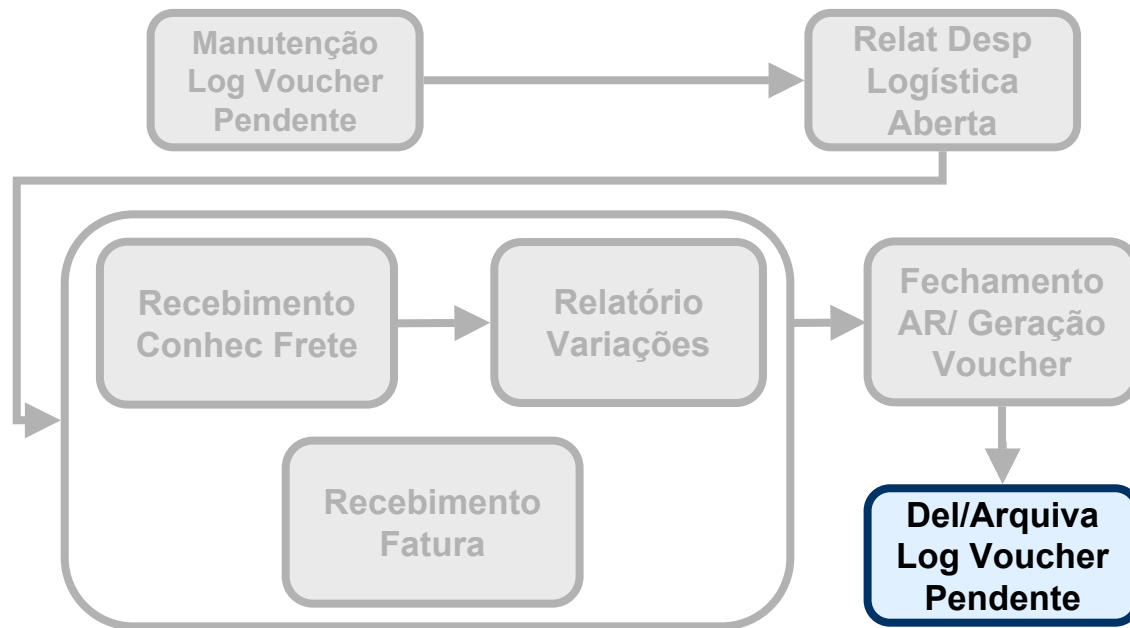 Manutenção
Log Voucher
Pendente
Relat Desp
Logística
Aberta
Recebimento
Conhec Frete
Relatório
Variações
Fechamento
AR/ Geração
Voucher
Recebimento
Fatura
Del/Arquiva
Log Voucher
Pendente